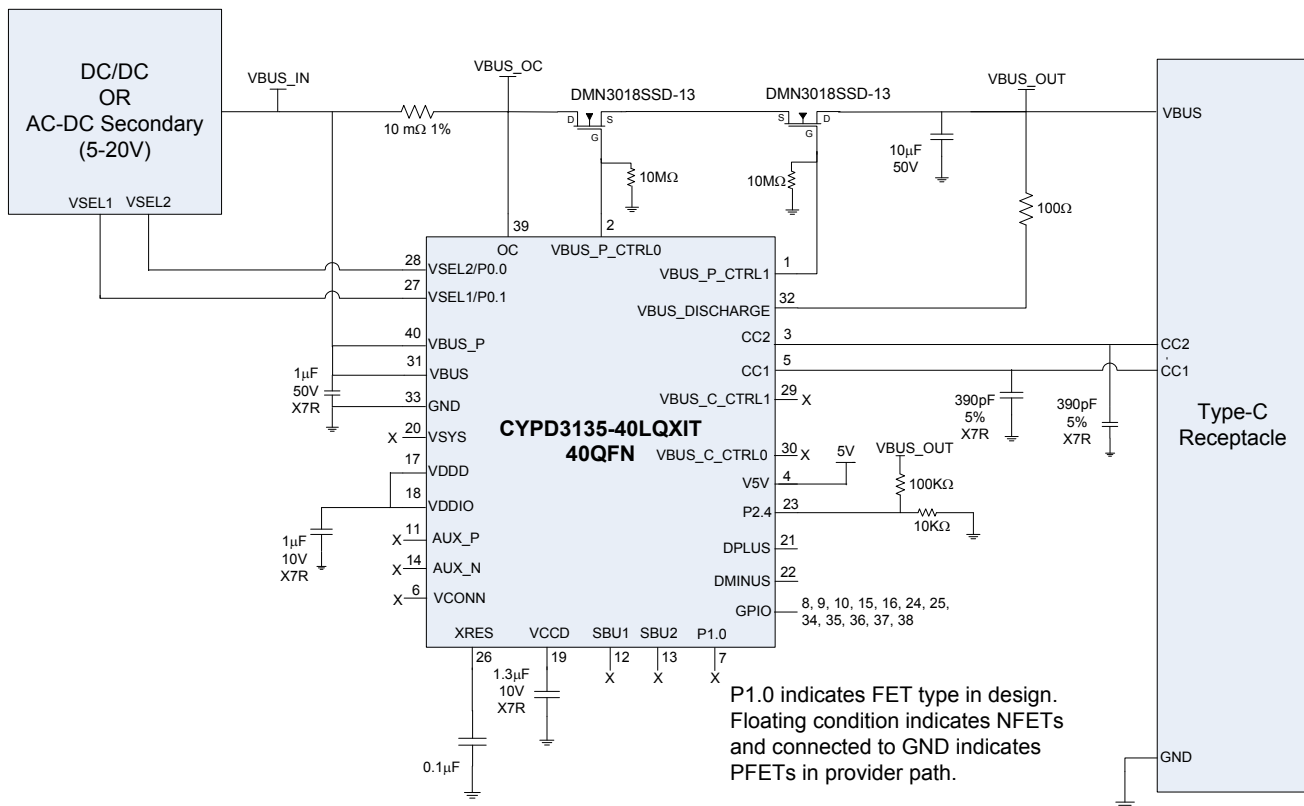 DC/DC
OR
AC-DC Secondary
(5-20V)
VSEL1 VSEL2
VBUS_IN
10 mΩ 1%
VBUS_OC
DMN3018SSD-13
D S
G
10MΩ
DMN3018SSD-13
S D
G
10MΩ
VBUS_OUT
10µF
50V
100Ω
VBUS
39
OC
2
VBUS_P_CTRL0
28
VSEL2/P0.0
27
VSEL1/P0.1
40
VBUS_P
31
VBUS
33
GND
1µF
50V
X7R
X 20
VSYS
17
VDDD
18
VDDIO
1µF
10V
X7R
X 11
AUX_P
X 14
AUX_N
X 6
VCONN
CYPD3135-40LQXIT
40QFN
1
VBUS_P_CTRL1
32
VBUS_DISCHARGE
3
CC2
5
CC1
29 X
VBUS_C_CTRL1
30 X
VBUS_C_CTRL0
5V
4
V5V
23
P2.4
21
DPLUS
22
DMINUS
GPIO
8, 9, 10, 15, 16, 24, 25,
34, 35, 36, 37, 38
390pF
5%
X7R
390pF
5%
X7R
VBUS_OUT
100KΩ
10KΩ
CC2
CC1
Type-C
Receptacle
GND
XRES
26
0.1µF
VCCD
19
1.3µF
10V
X7R
SBU1
12
X
SBU2
13
X
P1.0
7
X
P1.0 indicates FET type in design.
Floating condition indicates NFETs
and connected to GND indicates
PFETs in provider path.